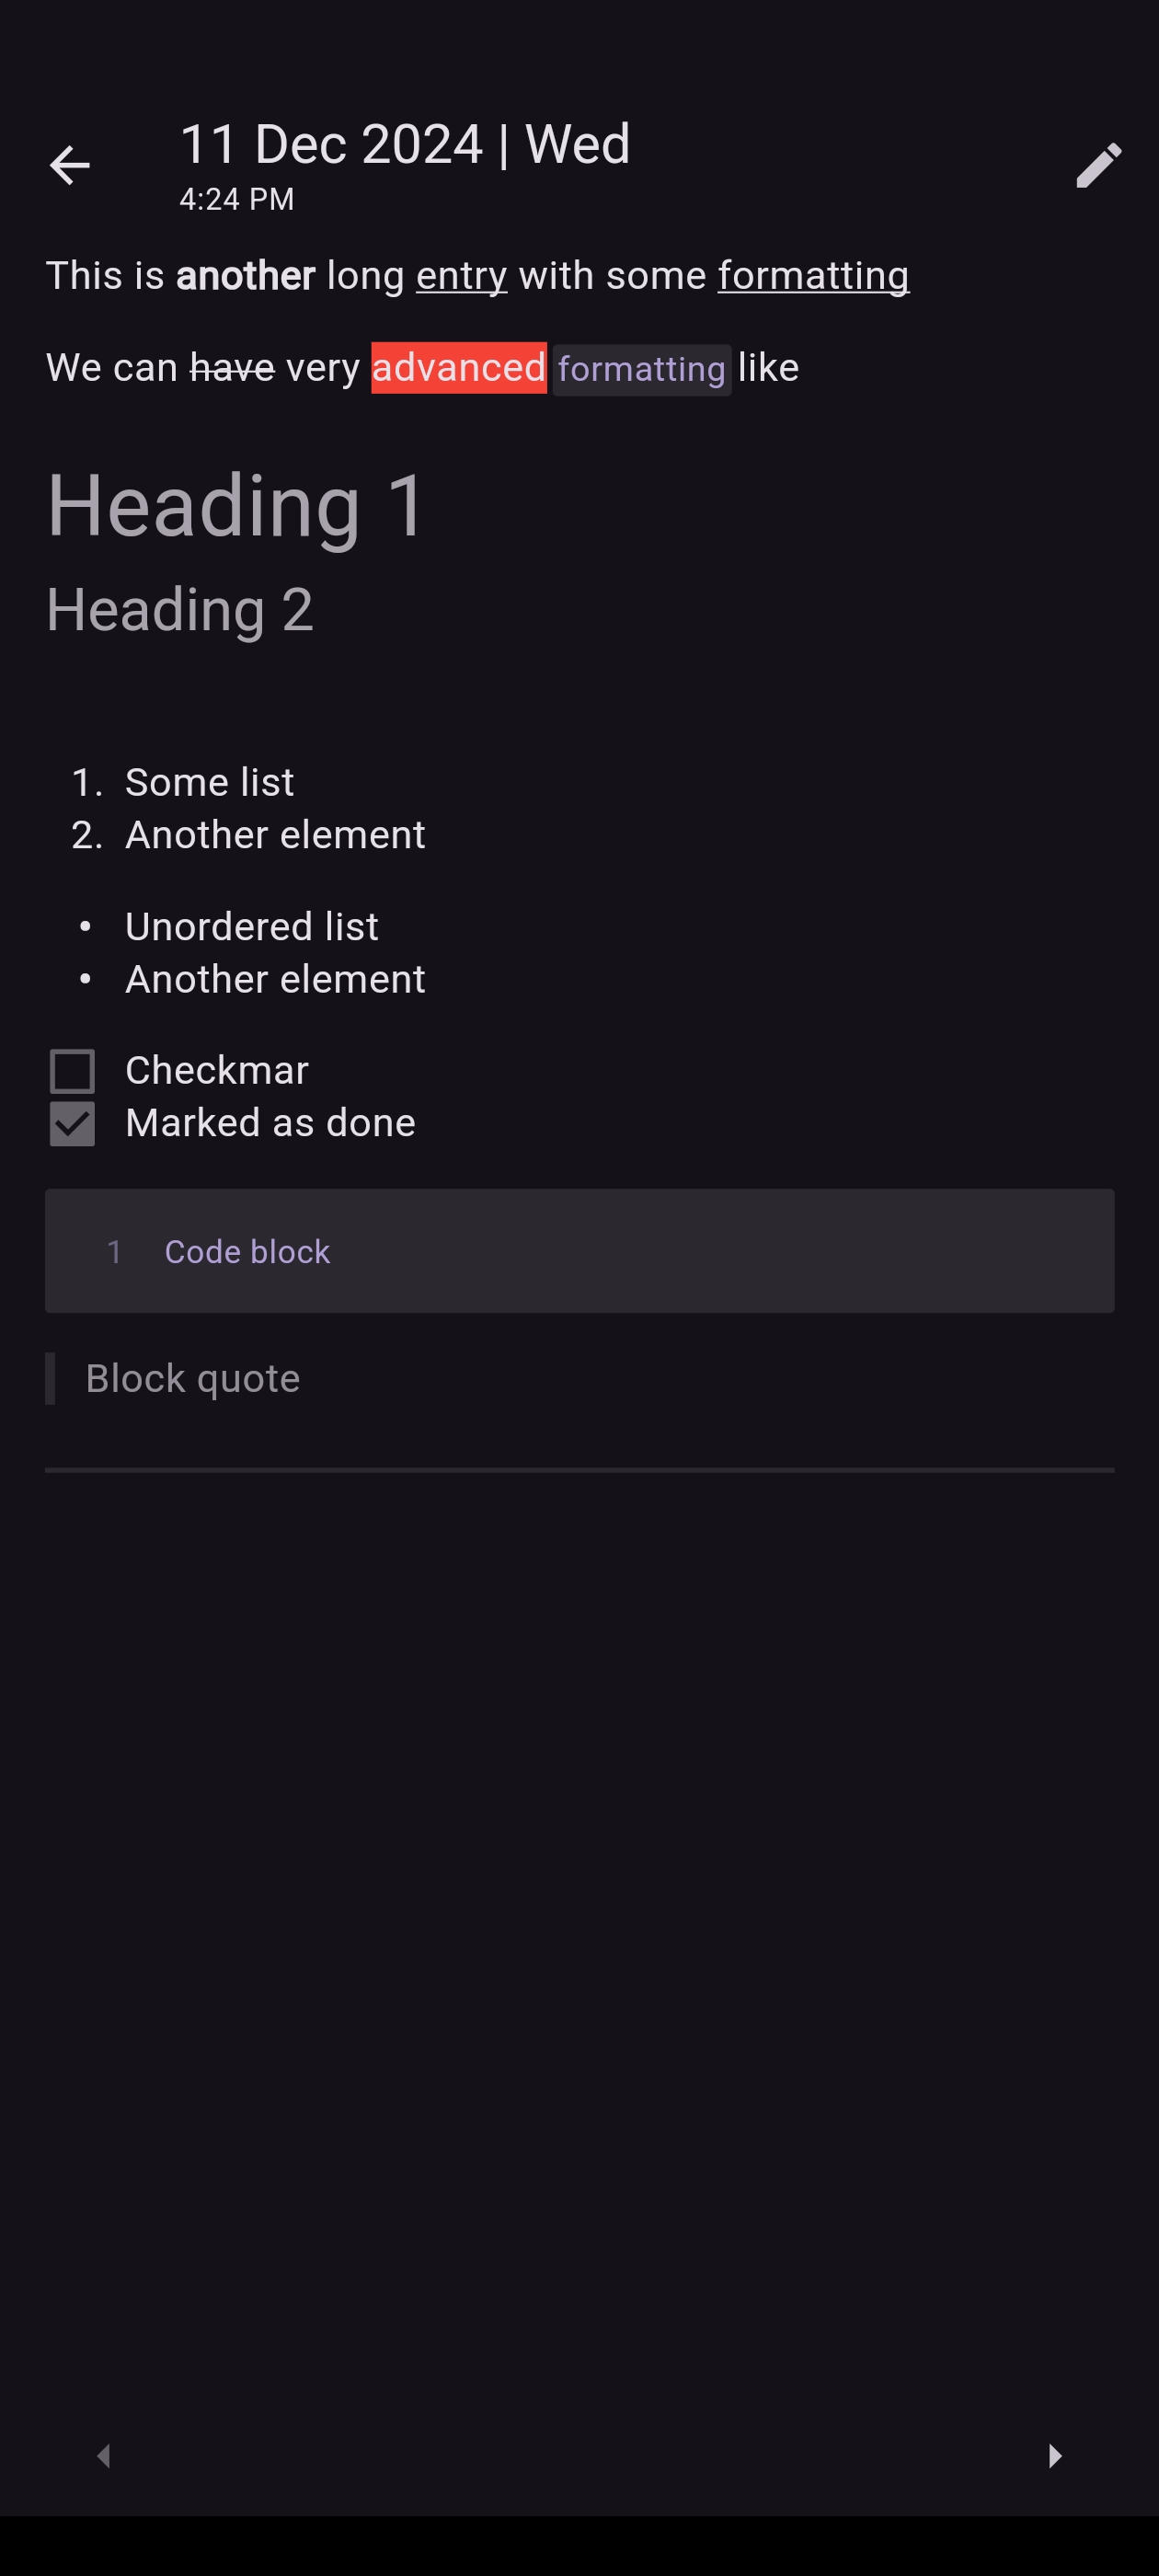 11 Dec 2024 | Wed
4:24 PM
This is another long entry with some formatting
We can have very advanced formatting like
Heading 1
Heading 2
1. Some list
2. Another element
• Unordered list
• Another element
Checkmar
Marked as done
1 Code block
Block quote